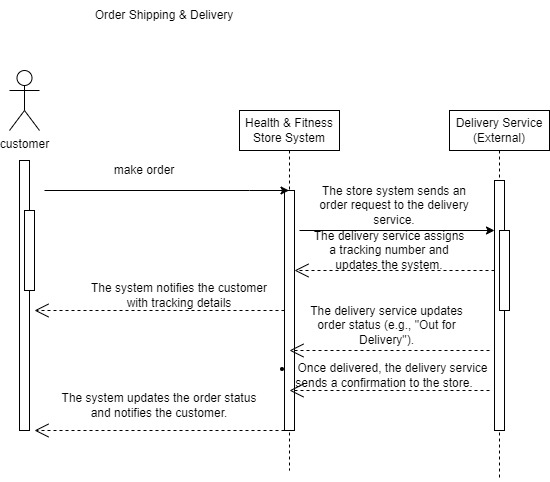 Order Shipping & Delivery
customer
Health & Fitness
Store System
Delivery Service
(External)
make order
The store system sends an
order request to the delivery
service.
The delivery service assigns
a tracking number and
updates the system.
The system notifies the customer
with tracking details
The delivery service updates
order status (e.g., "Out for
Delivery").
Once delivered, the delivery service
sends a confirmation to the store.
The system updates the order status
and notifies the customer.